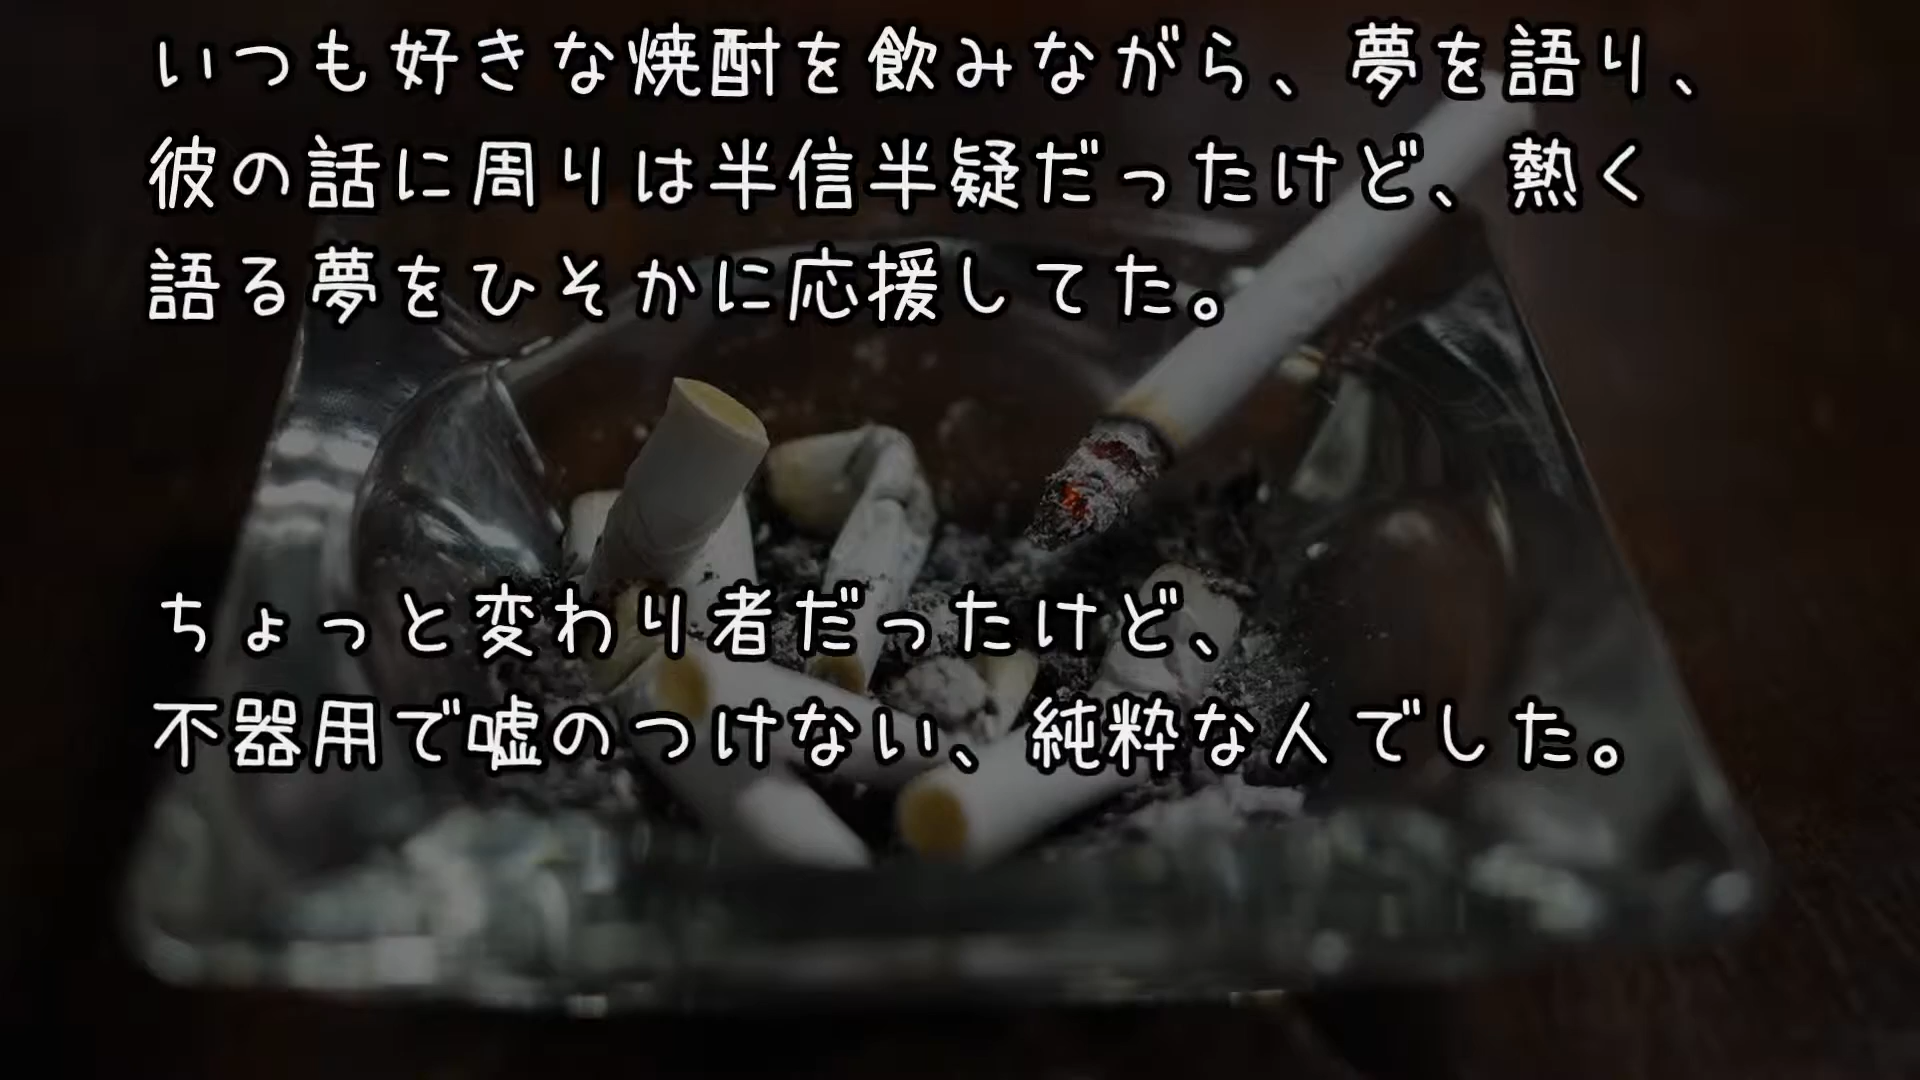 いつも好きな焼酎を飲みながら、夢を語り、
彼の話に周りは半信半疑だったけど、熱く
語る夢をひそかに応援してた。
ちょっと変わり者だったけど、
不器用で嘘のつけない、純粋な人でした。